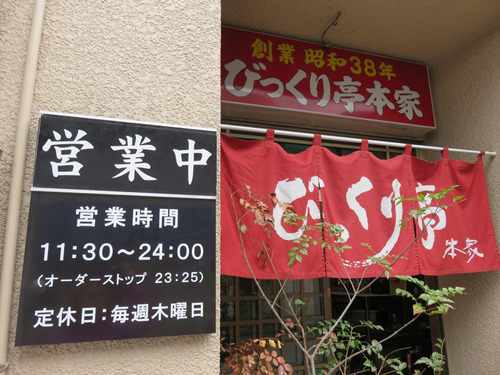 創業 昭和38年
びっくり亭本家
営業中
営業時間
11:30～24:00
(オーダーストップ 23:25)
定休日:毎週木曜日
びっくり亭
本家